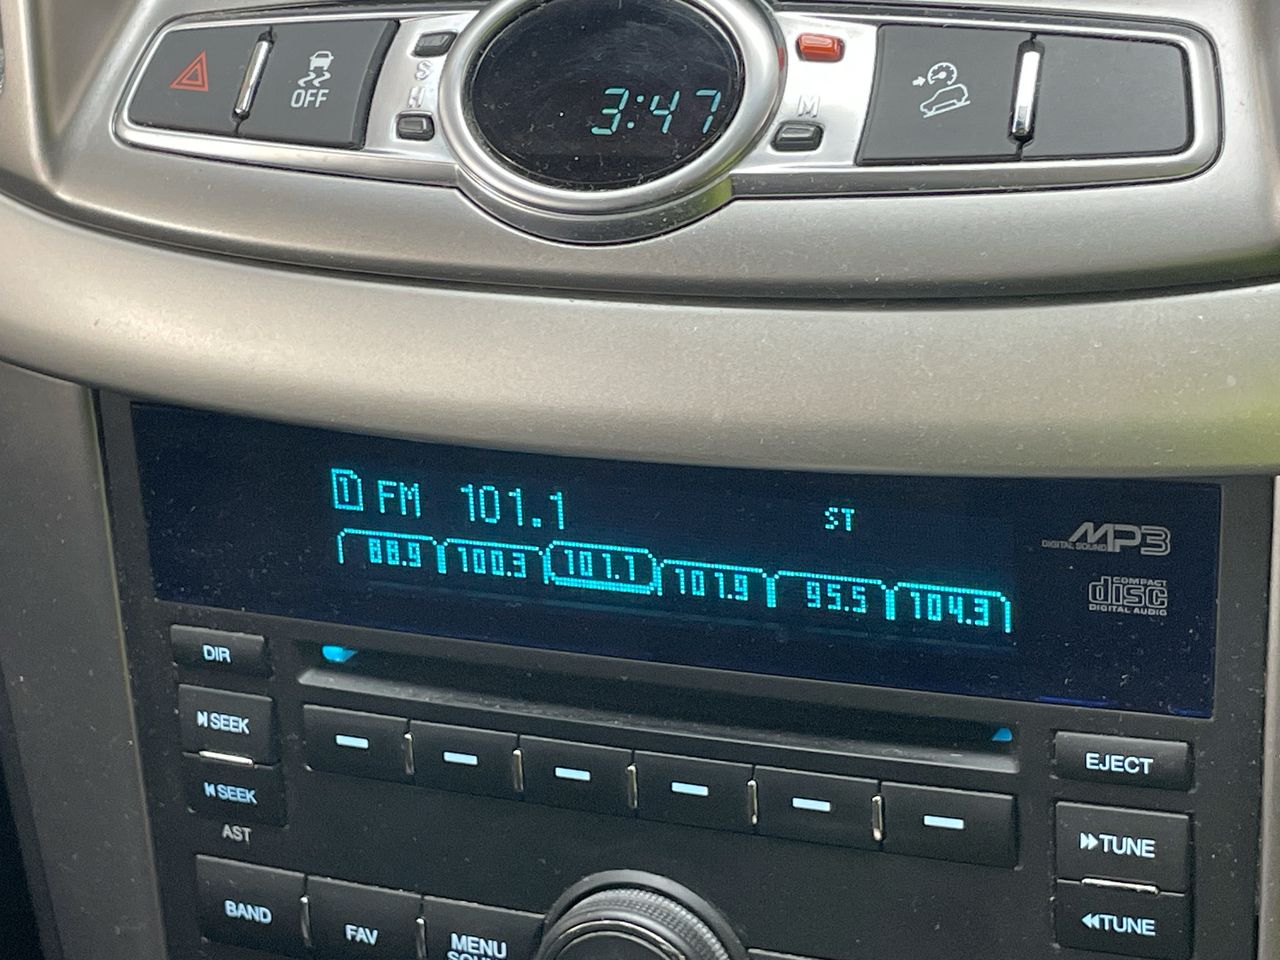 OFF
S
H
3:47
M
1 FM 101.1 ST
88.9 100.3 101.1 101.9 95.5 104.3
MP3
DIGITAL SOUND
COMPACT
disc
DIGITAL AUDIO
DIR
SEEK
SEEK
AST
BAND
FAV
MENU
EJECT
TUNE
TUNE